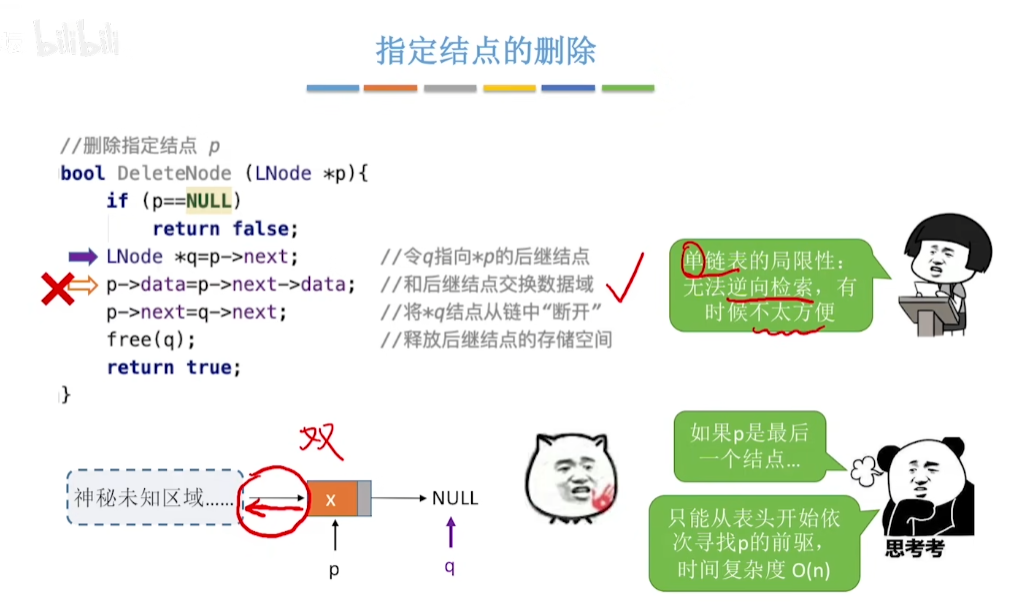 bilibili
指定结点的删除
//删除指定结点 p
bool DeleteNode (LNode *p){
if (p==NULL)
return false;
LNode *q=p->next; //令q指向*p的后继结点
p->data=p->next->data; //和后继结点交换数据域
p->next=q->next; //将*q结点从链中“断开”
free(q); //释放后继结点的存储空间
return true;
}
单链表的局限性：
无法逆向检索，有
时候不太方便
双
神秘未知区域……
x
NULL
p
q
如果p是最后
一个结点...
只能从表头开始依
次寻找p的前驱，
时间复杂度 O(n)
思考考